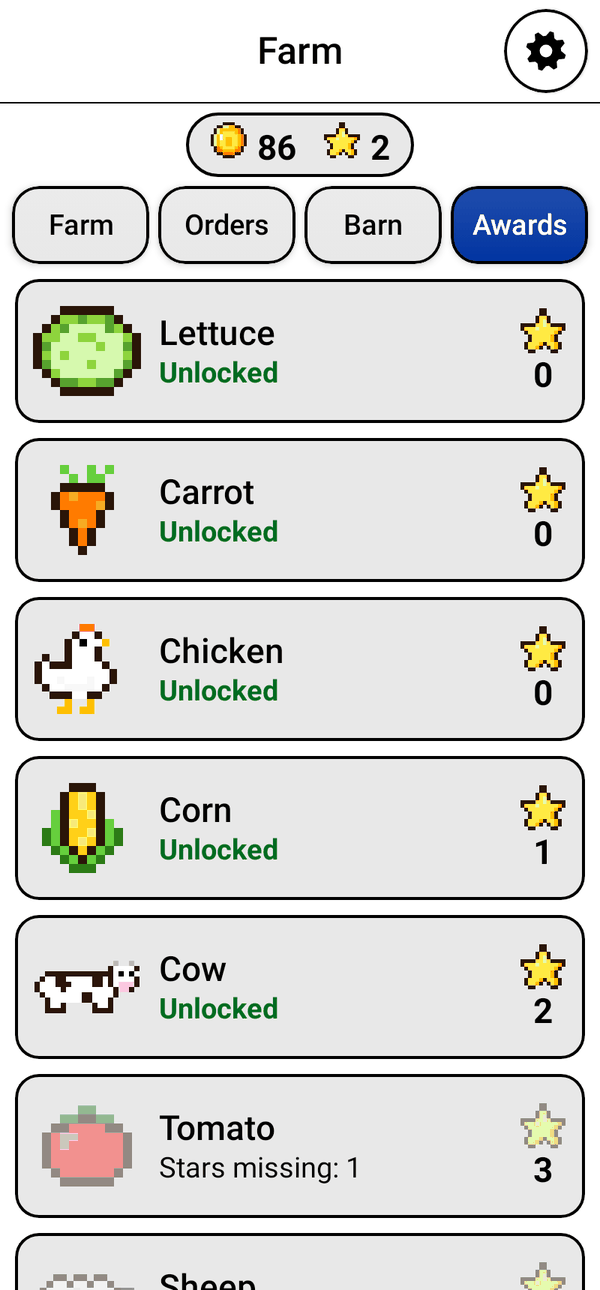 Farm
86 2
Farm Orders Barn Awards
Lettuce
Unlocked
0
Carrot
Unlocked
0
Chicken
Unlocked
0
Corn
Unlocked
1
Cow
Unlocked
2
Tomato
Stars missing: 1
3
Sheep